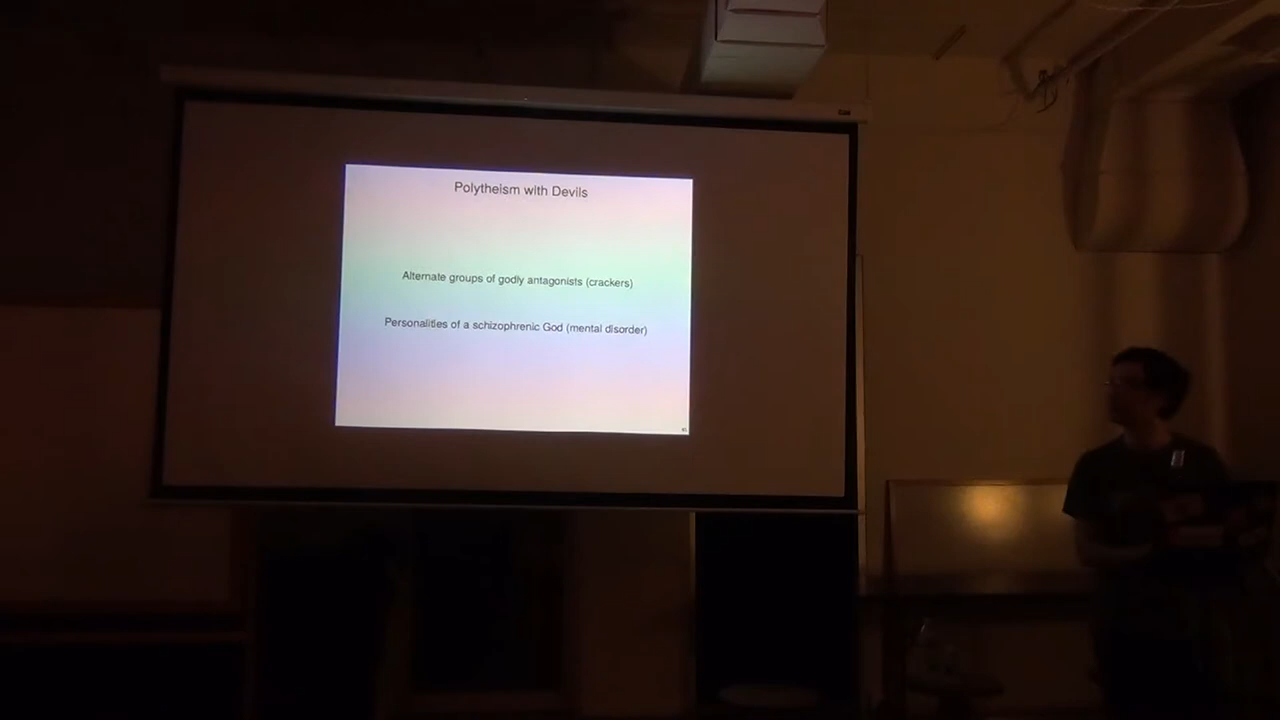 Polytheism with Devils
Alternate groups of godly antagonists (crackers)
Personalities of a schizophrenic God (mental disorder)